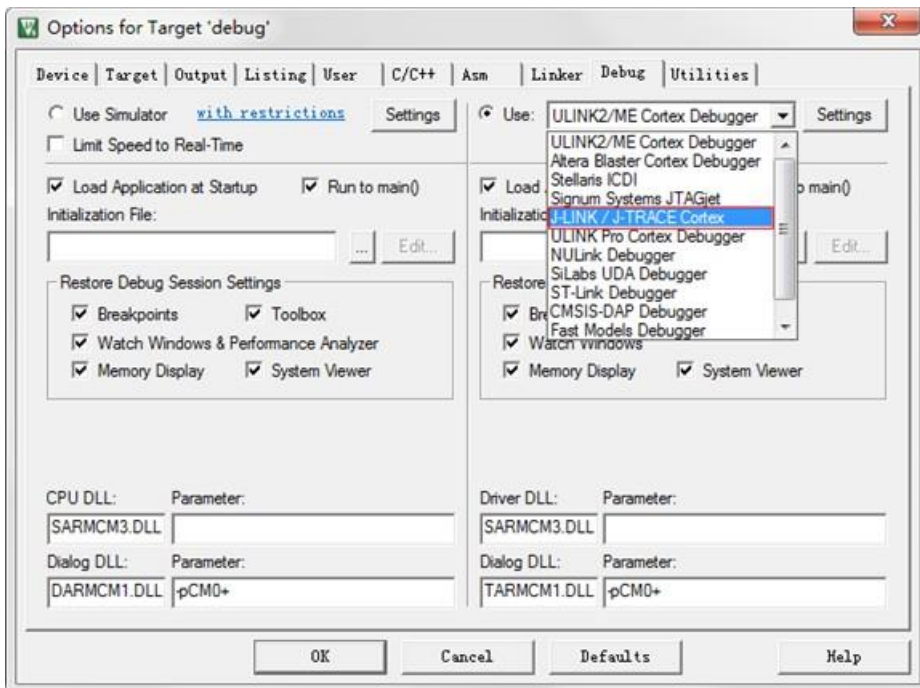 Options for Target 'debug'
Device Target Output Listing User C/C++ Asm Linker Debug Utilities
Use Simulator with restrictions Settings
Use: ULINK2/ME Cortex Debugger Settings
Limit Speed to Real-Time
ULINK2/ME Cortex Debugger
Altera Blaster Cortex Debugger
Stellaris ICDI
Signum Systems JTAGjet
J-LINK / J-TRACE Cortex
ULINK Pro Cortex Debugger
NULink Debugger
SiLabs UDA Debugger
ST-Link Debugger
CMSIS-DAP Debugger
Fast Models Debugger
Load Application at Startup Run to main()
Load main()
Initialization File:
... Edit...
Edit...
Restore Debug Session Settings
Restore
Breakpoints Toolbox
Watch Windows & Performance Analyzer
Watch Windows
Memory Display System Viewer
Memory Display System Viewer
CPU DLL: Parameter:
SARMCM3.DLL
Dialog DLL: Parameter:
DARMCM1.DLL -pCM0+
Driver DLL: Parameter:
SARMCM3.DLL
Dialog DLL: Parameter:
TARMCM1.DLL -pCM0+
OK Cancel Defaults Help